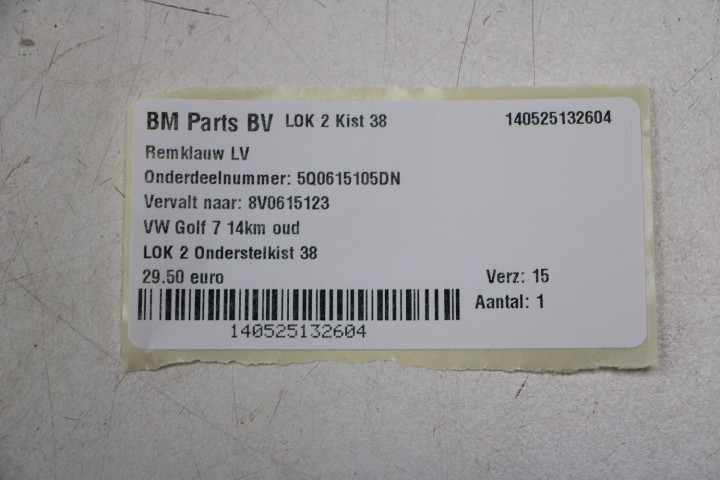 BM Parts BV LOK 2 Kist 38 140525132604
Remklauw LV
Onderdeelnummer: 5Q0615105DN
Vervalt naar: 8V0615123
VW Golf 7 14km oud
LOK 2 Onderstelkist 38
29.50 euro Verz: 15
Aantal: 1
140525132604